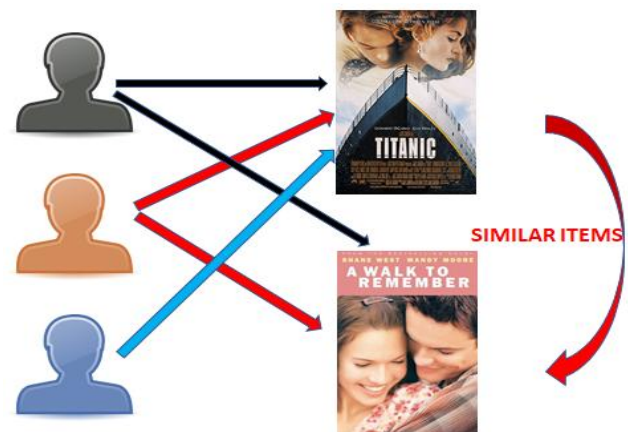 TITANIC
SIMILAR ITEMS
SHANE WEST MANDY MOORE
A WALK TO
REMEMBER